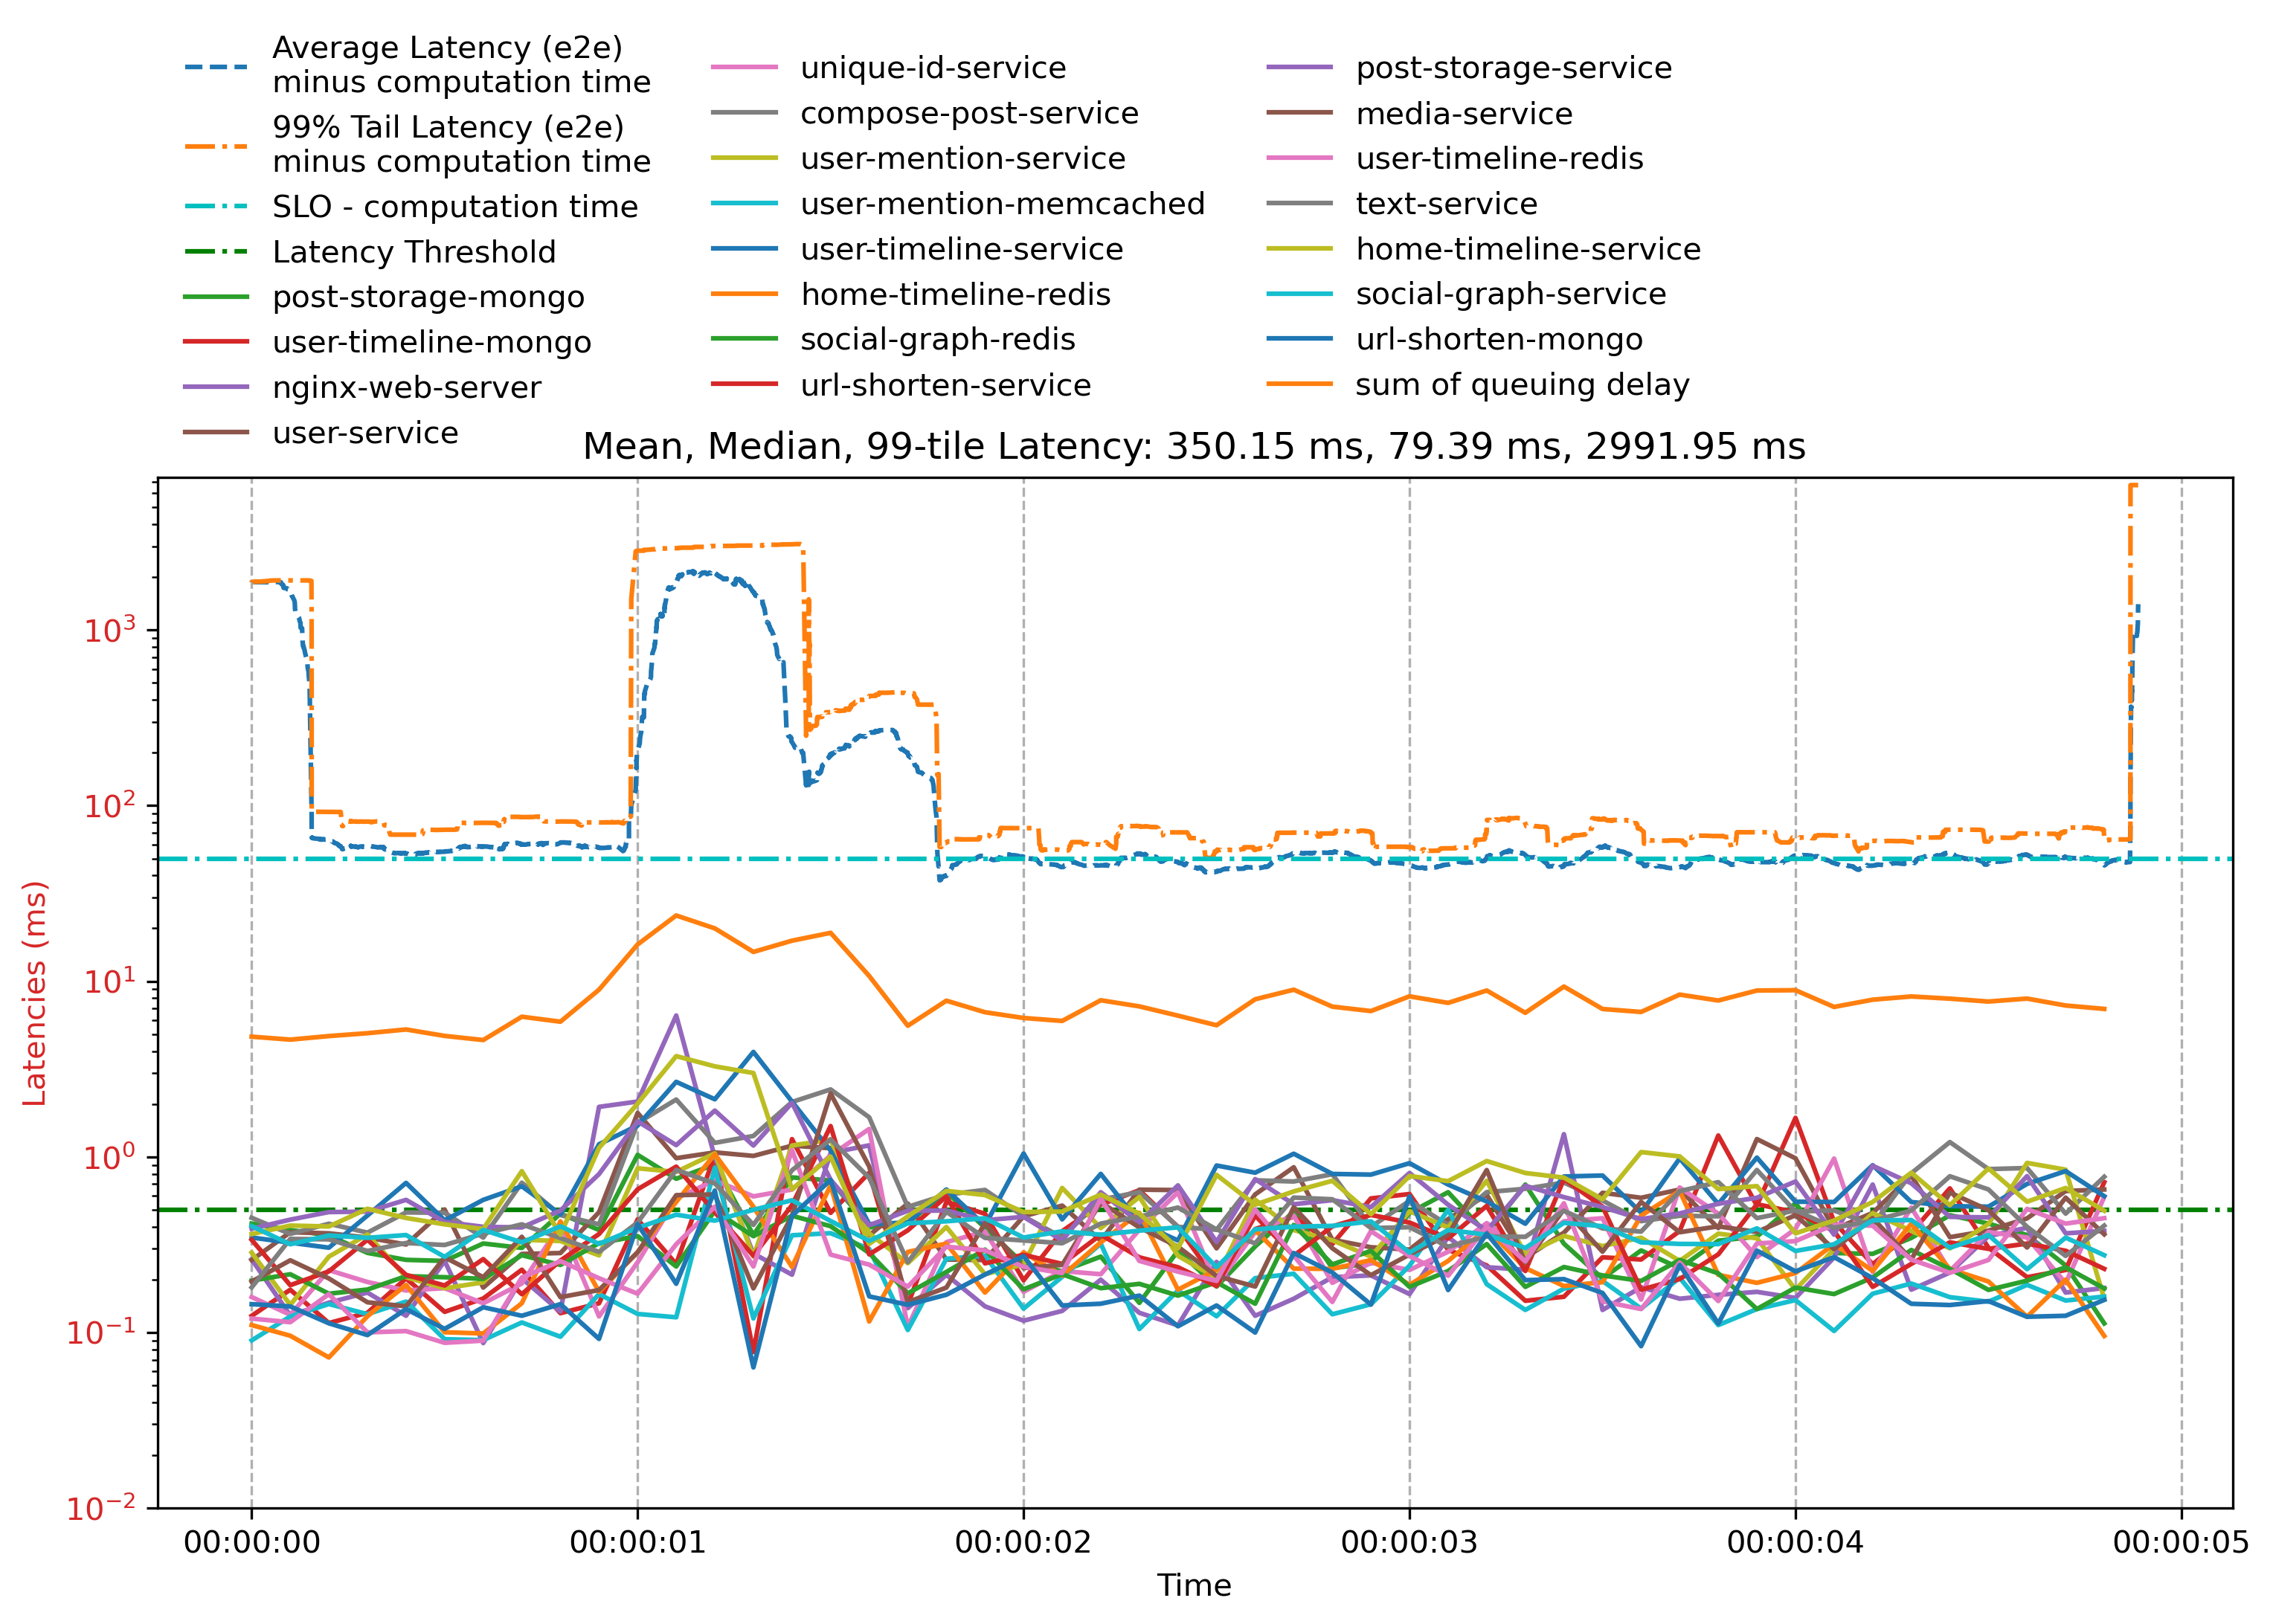 Average Latency (e2e)
minus computation time
99% Tail Latency (e2e)
minus computation time
SLO - computation time
Latency Threshold
post-storage-mongo
user-timeline-mongo
nginx-web-server
user-service
unique-id-service
compose-post-service
user-mention-service
user-mention-memcached
user-timeline-service
home-timeline-redis
social-graph-redis
url-shorten-service
post-storage-service
media-service
user-timeline-redis
text-service
home-timeline-service
social-graph-service
url-shorten-mongo
sum of queuing delay
Mean, Median, 99-tile Latency: 350.15 ms, 79.39 ms, 2991.95 ms
Latencies (ms)
10³
10²
10¹
10⁰
10⁻¹
10⁻²
00:00:00 00:00:01 00:00:02 00:00:03 00:00:04 00:00:05
Time